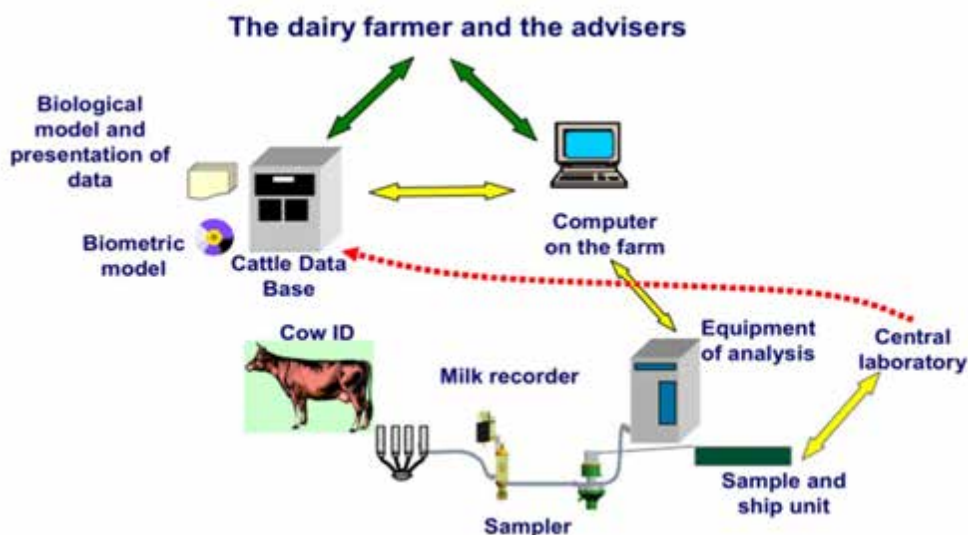 The dairy farmer and the advisers
Biological
model and
presentation of
data
Biometric
model
Cattle Data
Base
Computer
on the farm
Cow ID
Milk recorder
Equipment
of analysis
Central
laboratory
Sampler
Sample and
ship unit